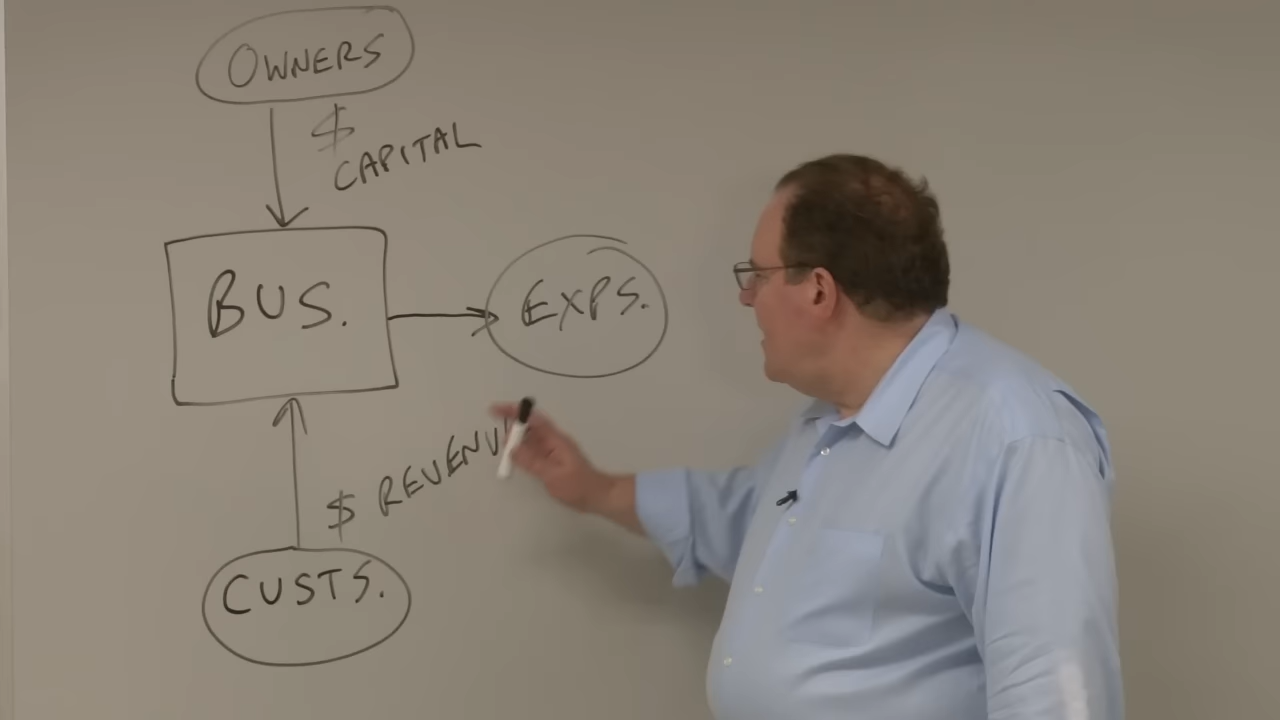 OWNERS
$
CAPITAL
BUS.
EXPS.
$ REVENU
CUSTS.